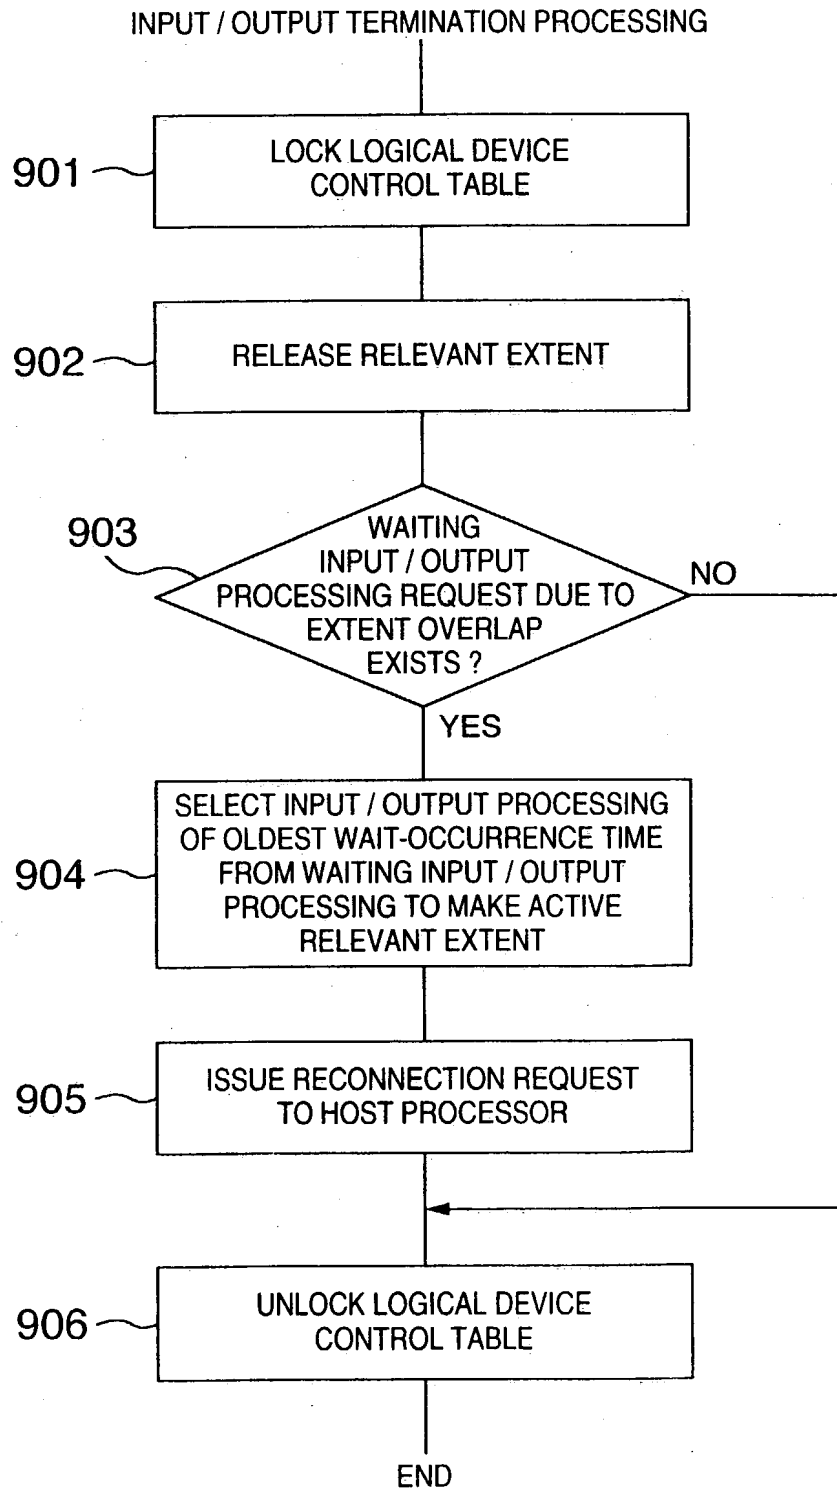 INPUT / OUTPUT TERMINATION PROCESSING
901
LOCK LOGICAL DEVICE
CONTROL TABLE
902
RELEASE RELEVANT EXTENT
903
WAITING
INPUT / OUTPUT
PROCESSING REQUEST DUE TO
EXTENT OVERLAP
EXISTS ?
NO
YES
904
SELECT INPUT / OUTPUT PROCESSING
OF OLDEST WAIT-OCCURRENCE TIME
FROM WAITING INPUT / OUTPUT
PROCESSING TO MAKE ACTIVE
RELEVANT EXTENT
905
ISSUE RECONNECTION REQUEST
TO HOST PROCESSOR
906
UNLOCK LOGICAL DEVICE
CONTROL TABLE
END